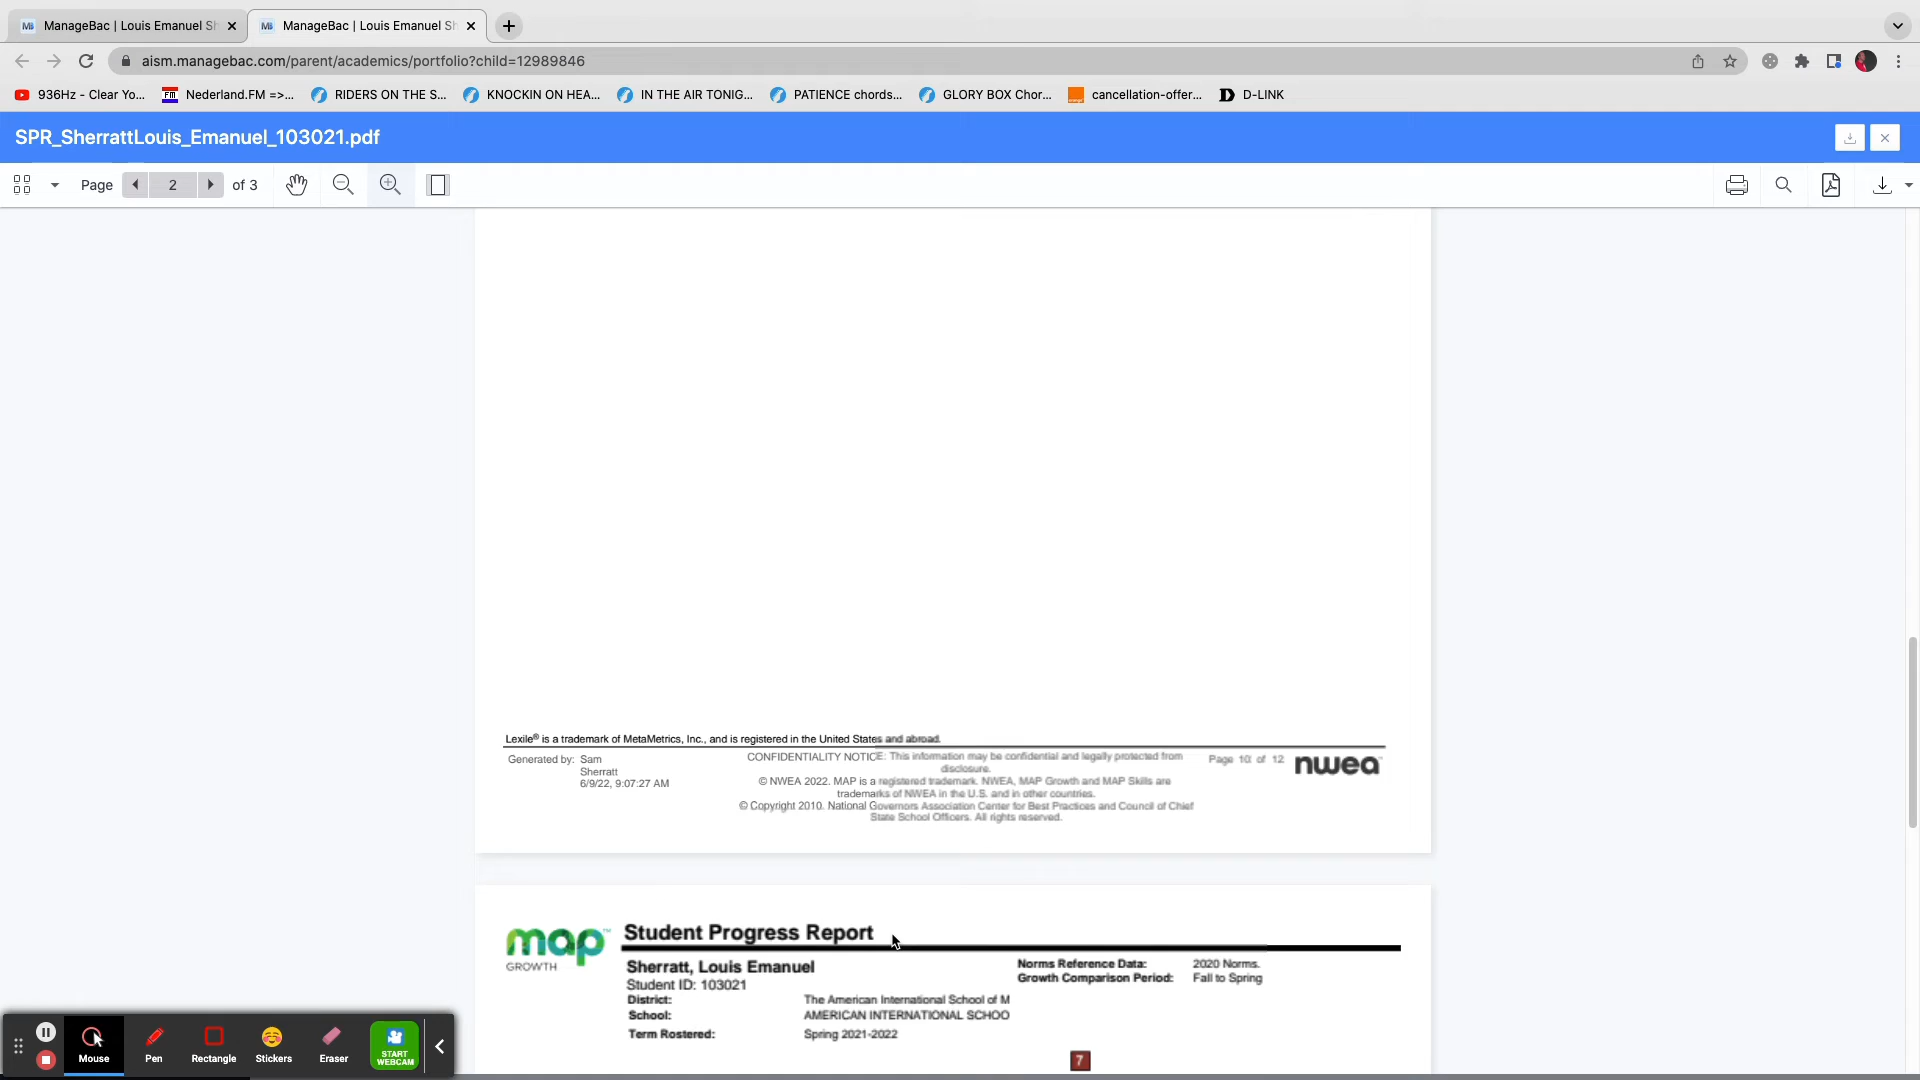 ManageBac | Louis Emanuel Sh
ManageBac | Louis Emanuel Sh
aism.managebac.com/parent/academics/portfolio?child=12989846
936Hz - Clear Yo...
Nederland.FM =>...
RIDERS ON THE S...
KNOCKIN ON HEA...
IN THE AIR TONIG...
PATIENCE chords...
GLORY BOX Chor...
cancellation-offer...
D-LINK
SPR_SherrattLouis_Emanuel_103021.pdf
Page 2 of 3
Lexile® is a trademark of MetaMetrics, Inc., and is registered in the United States and abroad.
Generated by: Sam
Sherratt
6/9/22, 9:07:27 AM
CONFIDENTIALITY NOTICE: This information may be confidential and legally protected from
disclosure.
© NWEA 2022. MAP is a registered trademark. NWEA, MAP Growth and MAP Skills are
trademarks of NWEA in the U.S. and in other countries.
© Copyright 2010. National Governors Association Center for Best Practices and Council of Chief
State School Officers. All rights reserved.
Page 10 of 12
nwea
map™
GROWTH
Student Progress Report
Sherratt, Louis Emanuel
Student ID: 103021
District: The American International School of M
School: AMERICAN INTERNATIONAL SCHOO
Term Rostered: Spring 2021-2022
Norms Reference Data: 2020 Norms.
Growth Comparison Period: Fall to Spring
7
Mouse
Pen
Rectangle
Stickers
Eraser
START
WEBCAM